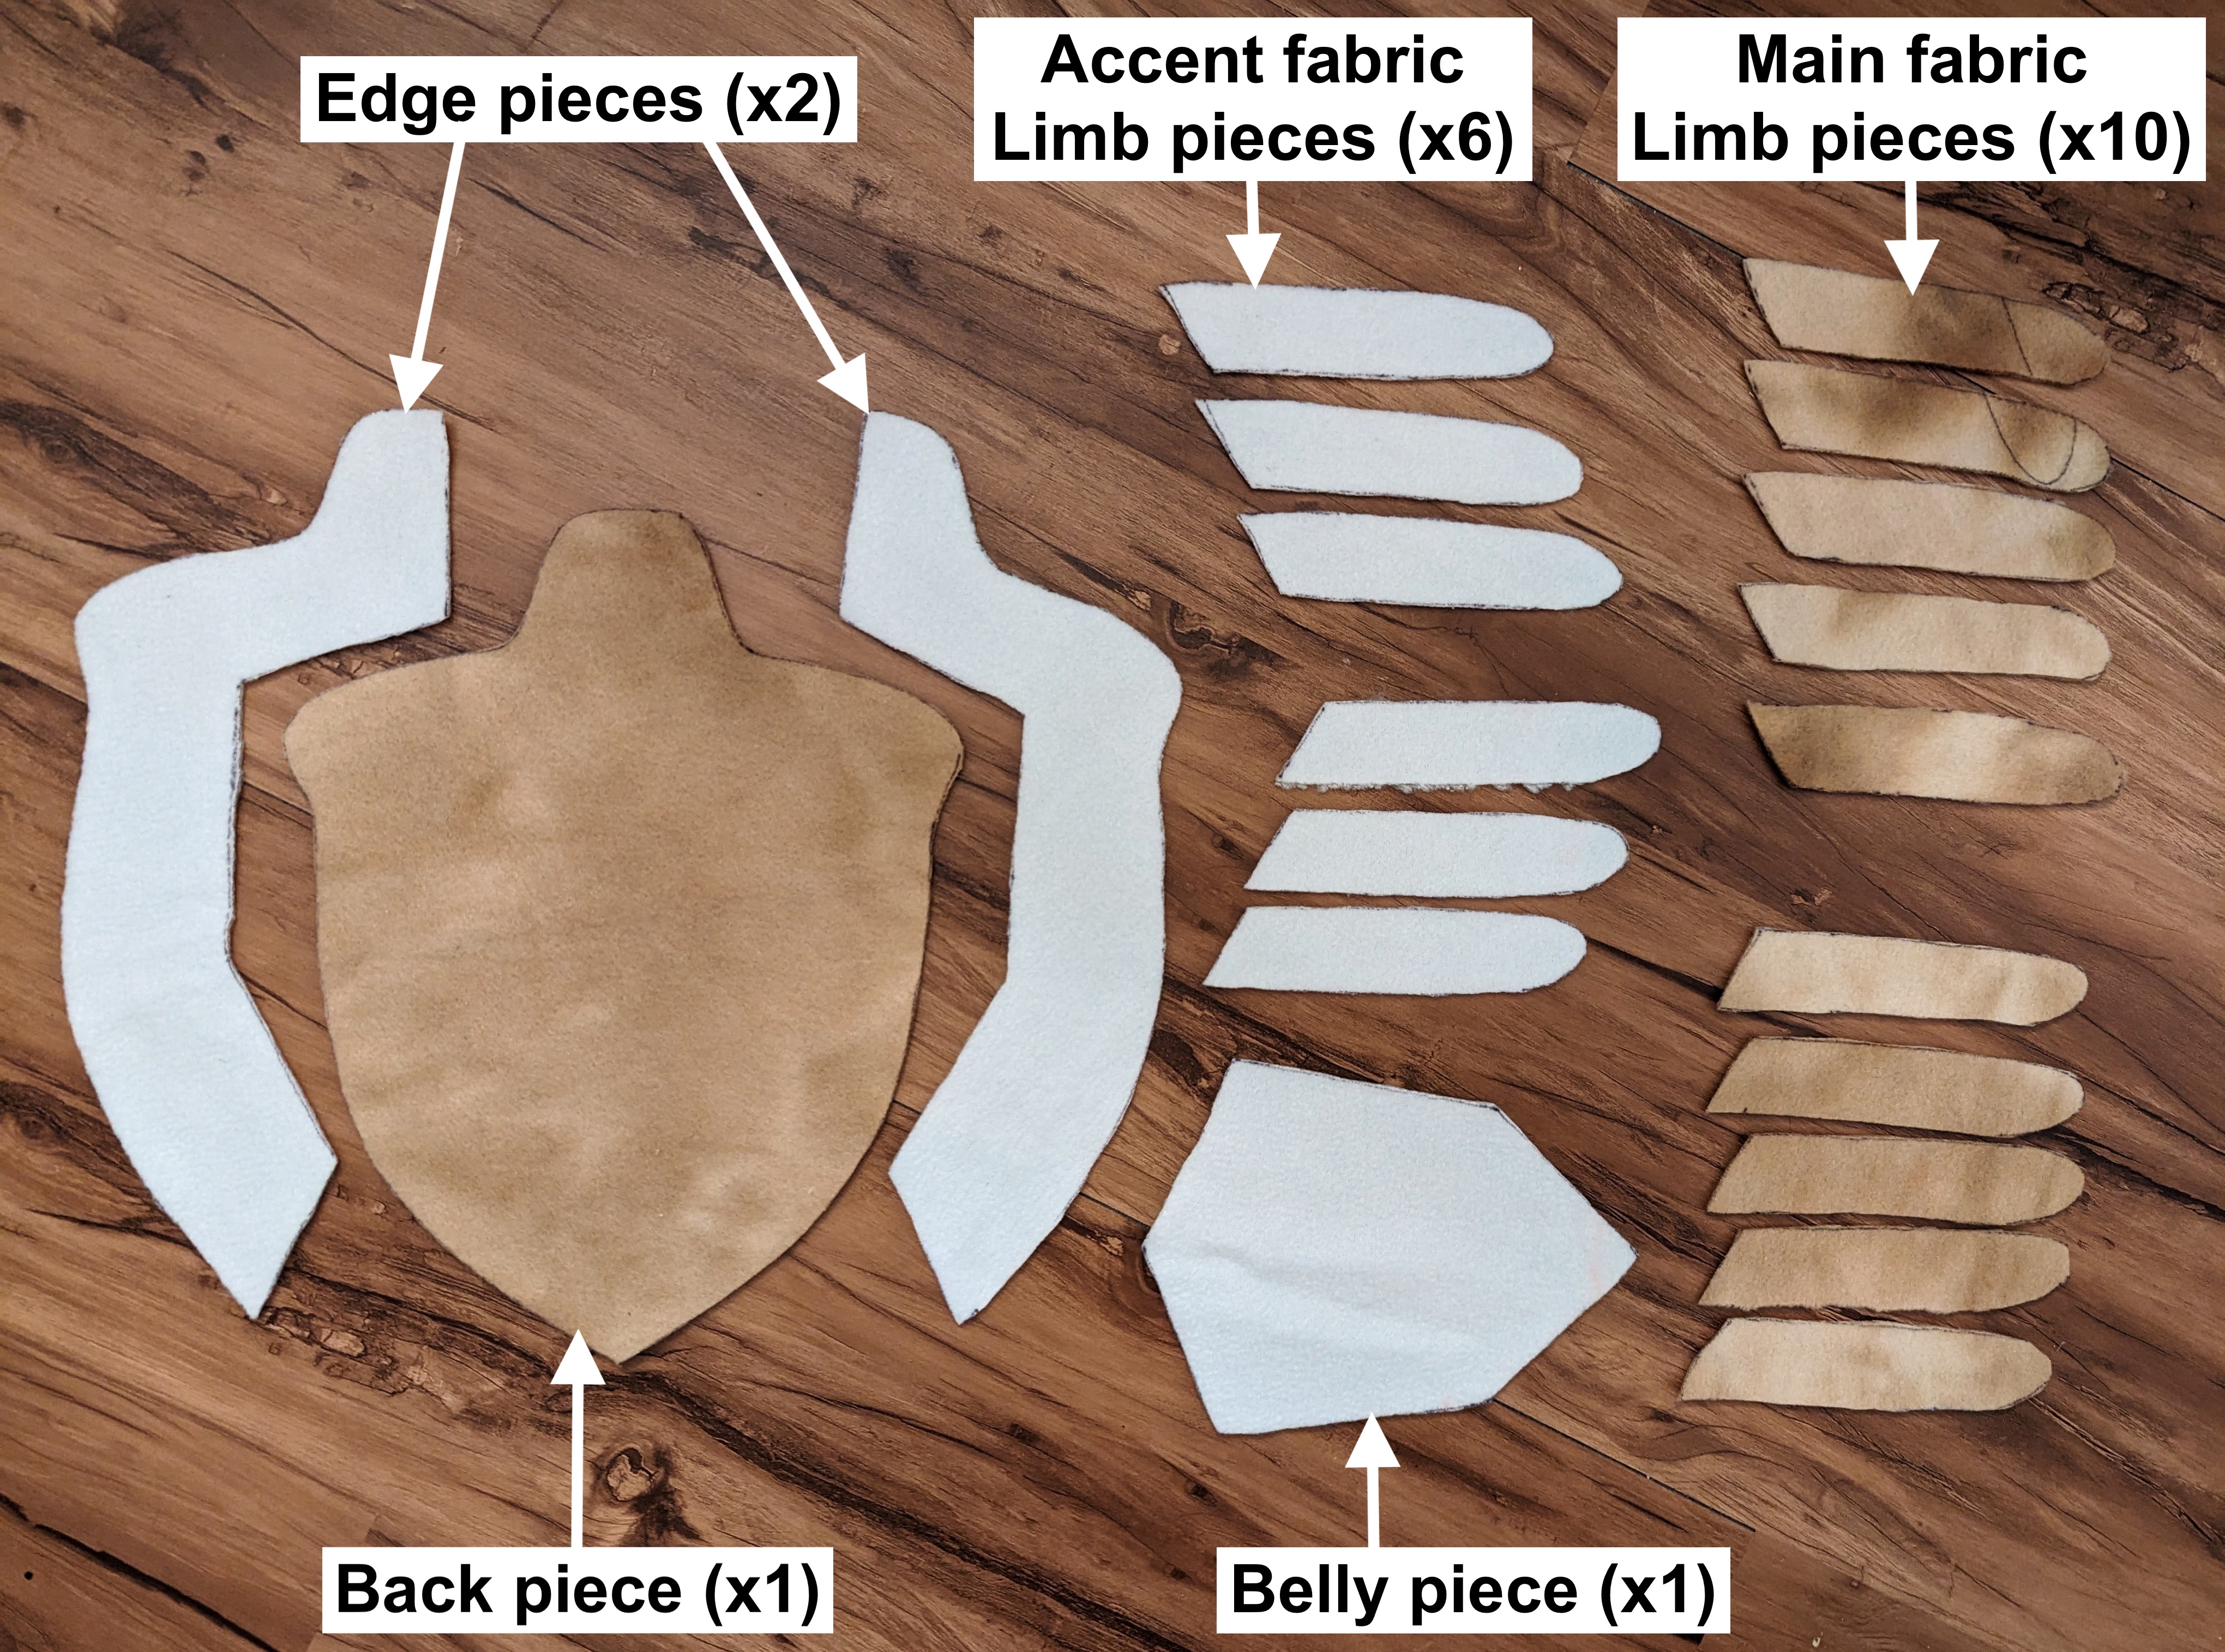 Edge pieces (x2)
Accent fabric
Limb pieces (x6)
Main fabric
Limb pieces (x10)
Back piece (x1)
Belly piece (x1)